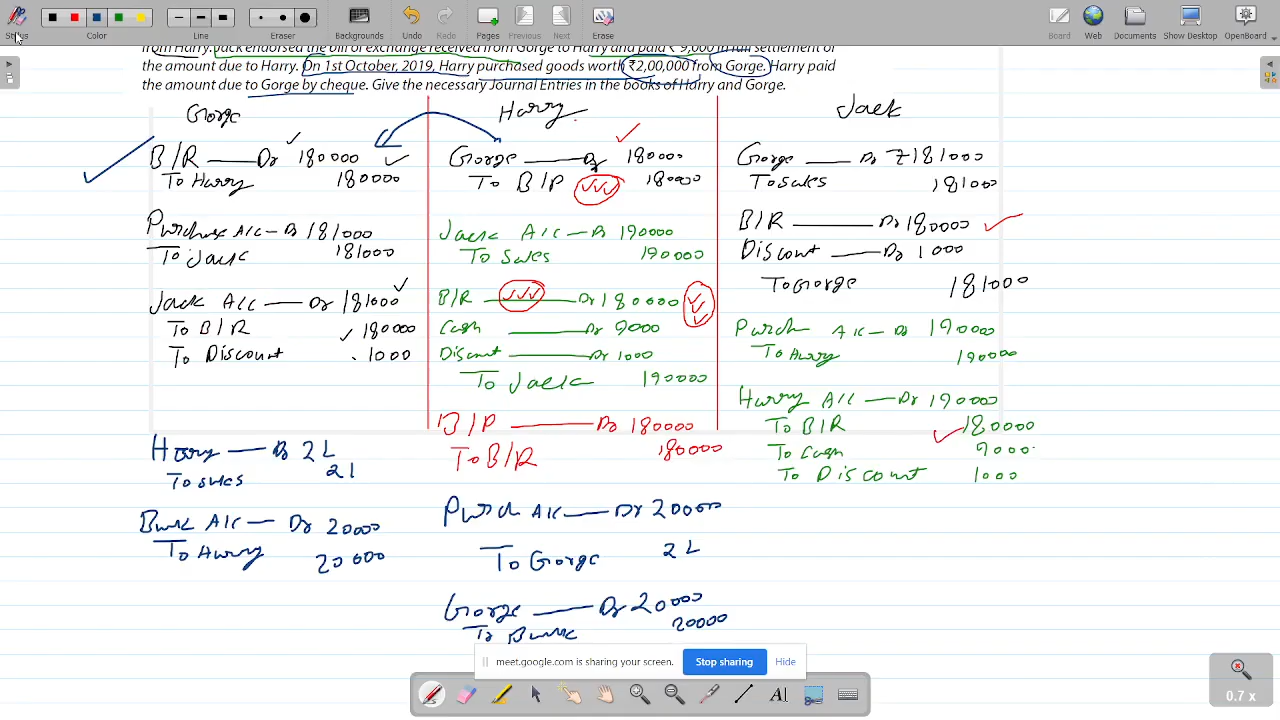 Stylus
Color
Line
Eraser
Backgrounds
Undo
Pages
Previous
Next
Erase
Board
Web
Documents
Show Desktop
OpenBoard
from Harry. Jack endorsed the bill of exchange received from Gorge to Harry and paid ₹ 9,000 in full settlement of
the amount due to Harry. On 1st October, 2019, Harry purchased goods worth ₹2,00,000 from Gorge. Harry paid
the amount due to Gorge by cheque. Give the necessary Journal Entries in the books of Harry and Gorge.
Gorge
B/R — Dr 180000
To Harry 180000
Purchase A/C — Dr 181000
To Jack 181000
Jack A/C — Dr 181000
To B/R 180000
To Discount 1000
Harry — Dr 2L
To sales 2L
Bank A/C — Dr 20000
To Harry 20000
Harry
Gorge — Dr 180000
To B/P 180000
Jack A/C — Dr 190000
To Sales 190000
B/R — Dr 180000
Cash — Dr 9000
Discount — Dr 1000
To Jack 190000
B/P — Dr 180000
To B/R 180000
Purch A/C — Dr 20000
To Gorge 2L
Gorge — Dr 20000
To Bank 20000
Jack
Gorge — Dr 181000
To Sales 181000
B/R — Dr 180000
Discount — Dr 1000
To Gorge 181000
Purch A/C — Dr 190000
To Harry 190000
Harry A/C — Dr 190000
To B/R 180000
To Cash 9000
To Discount 1000
meet.google.com is sharing your screen.
Stop sharing
Hide
0.7 x